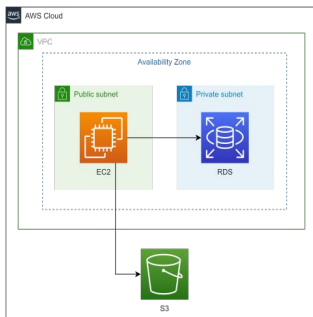 aws
AWS Cloud
VPC
Availability Zone
Public subnet
Private subnet
EC2
RDS
S3